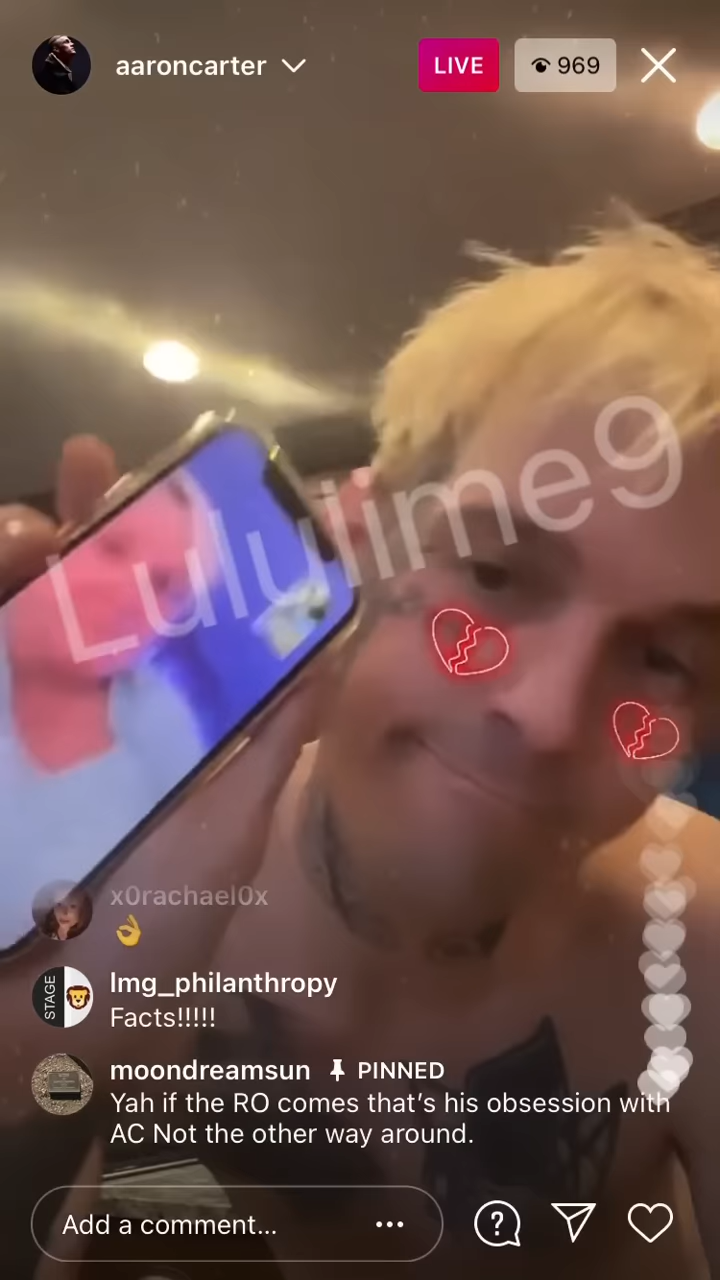 aaroncarter
LIVE
969
Lululime9
x0rachael0x
👌
STAGE
lmg_philanthropy
Facts!!!!!
moondreamsun PINNED
Yah if the RO comes that’s his obsession with
AC Not the other way around.
Add a comment...